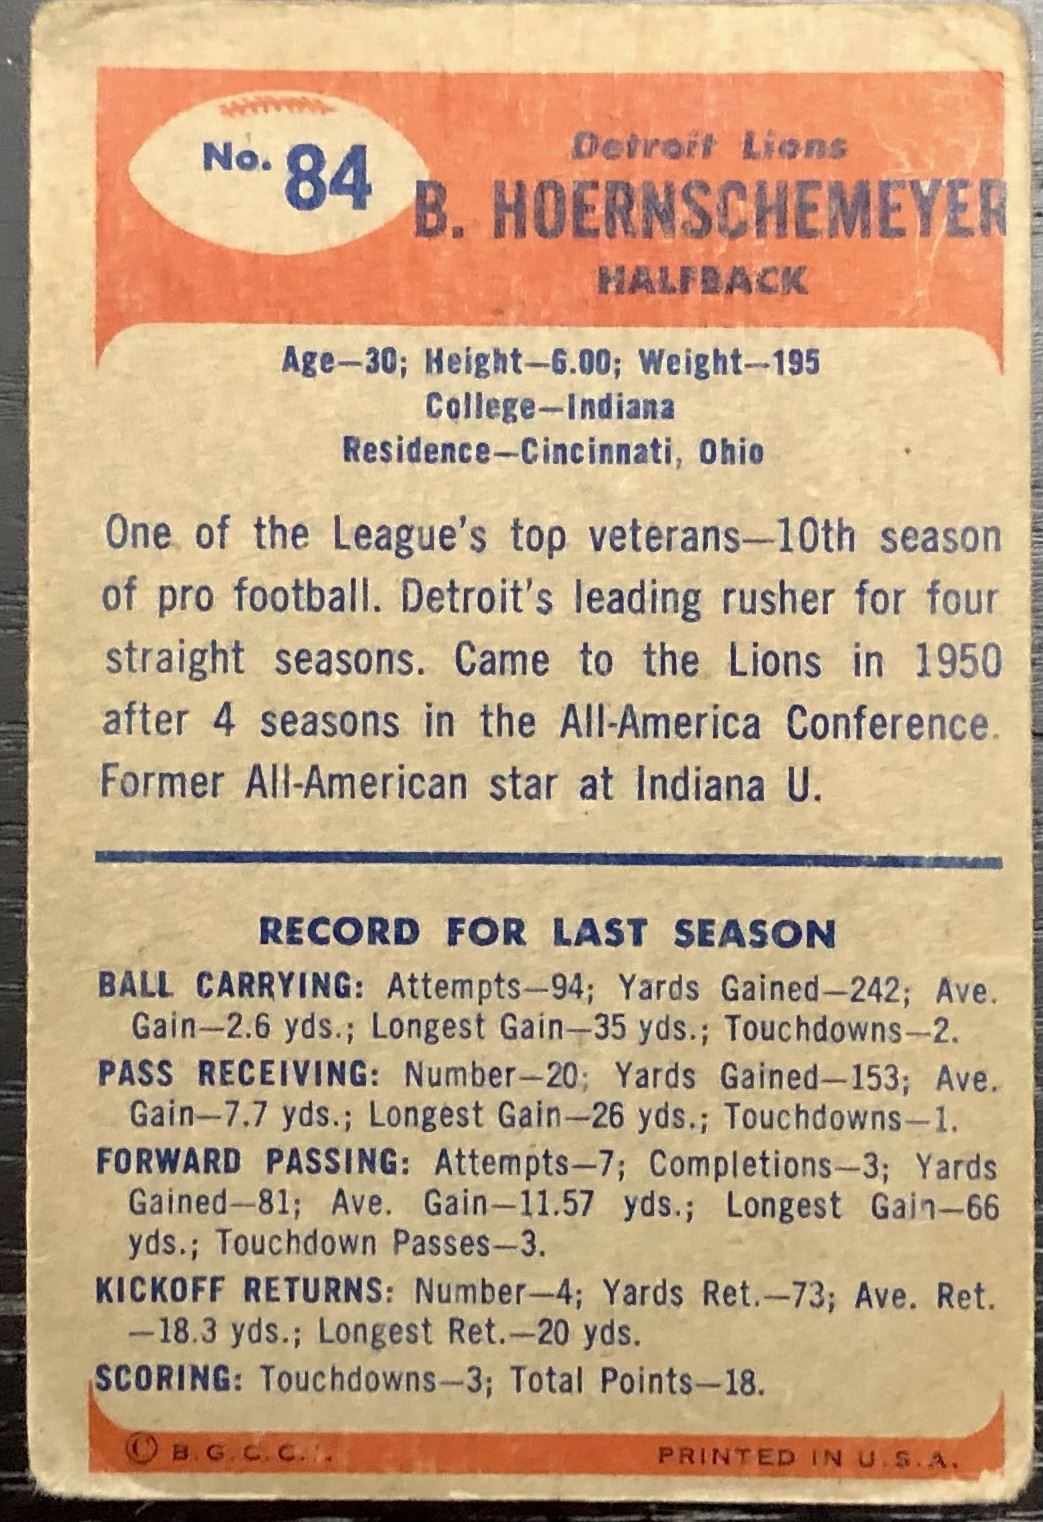 No. 84
Detroit Lions
B. HOERNSCHEMEYER
HALFBACK
Age—30; Height—6.00; Weight—195
College—Indiana
Residence—Cincinnati, Ohio
One of the League's top veterans—10th season
of pro football. Detroit's leading rusher for four
straight seasons. Came to the Lions in 1950
after 4 seasons in the All-America Conference.
Former All-American star at Indiana U.
RECORD FOR LAST SEASON
BALL CARRYING: Attempts—94; Yards Gained—242; Ave.
Gain—2.6 yds.; Longest Gain—35 yds.; Touchdowns—2.
PASS RECEIVING: Number—20; Yards Gained—153; Ave.
Gain—7.7 yds.; Longest Gain—26 yds.; Touchdowns—1.
FORWARD PASSING: Attempts—7; Completions—3; Yards
Gained—81; Ave. Gain—11.57 yds.; Longest Gain—66
yds.; Touchdown Passes—3.
KICKOFF RETURNS: Number—4; Yards Ret.—73; Ave. Ret.
—18.3 yds.; Longest Ret.—20 yds.
SCORING: Touchdowns—3; Total Points—18.
© B.G.C.C.I. PRINTED IN U.S.A.